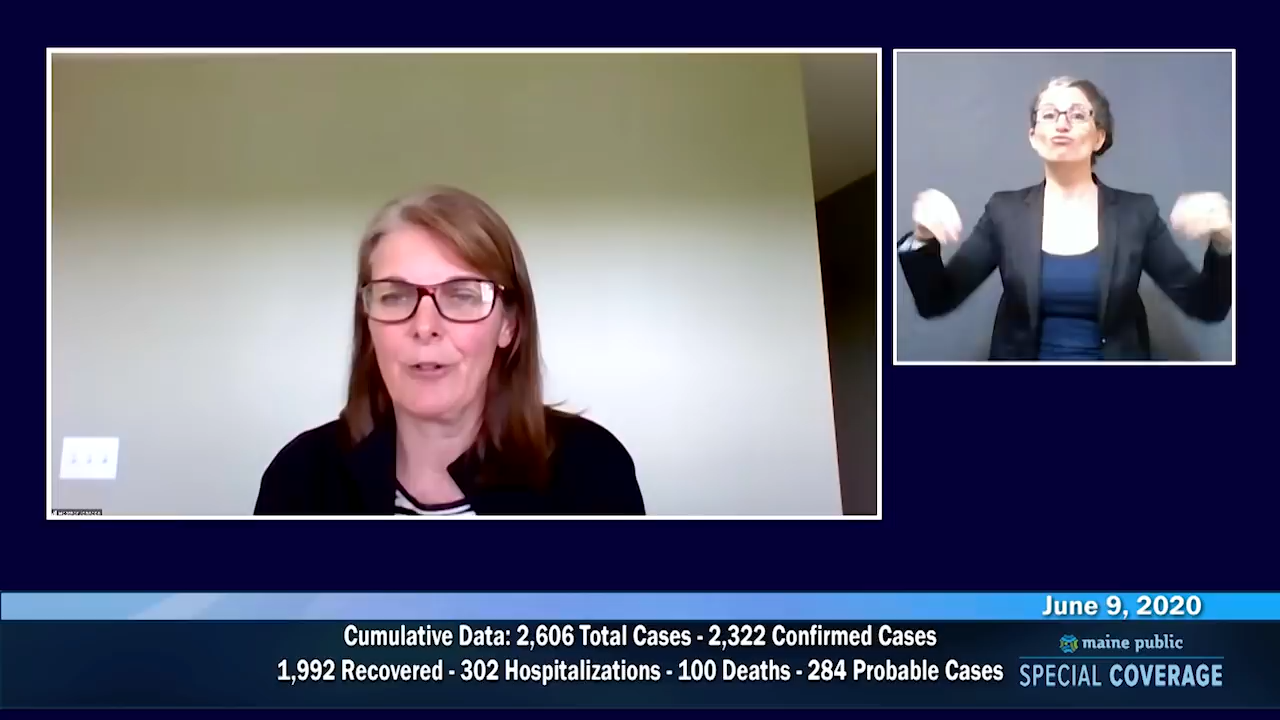 June 9, 2020
Cumulative Data: 2,606 Total Cases - 2,322 Confirmed Cases
1,992 Recovered - 302 Hospitalizations - 100 Deaths - 284 Probable Cases
maine public
SPECIAL COVERAGE